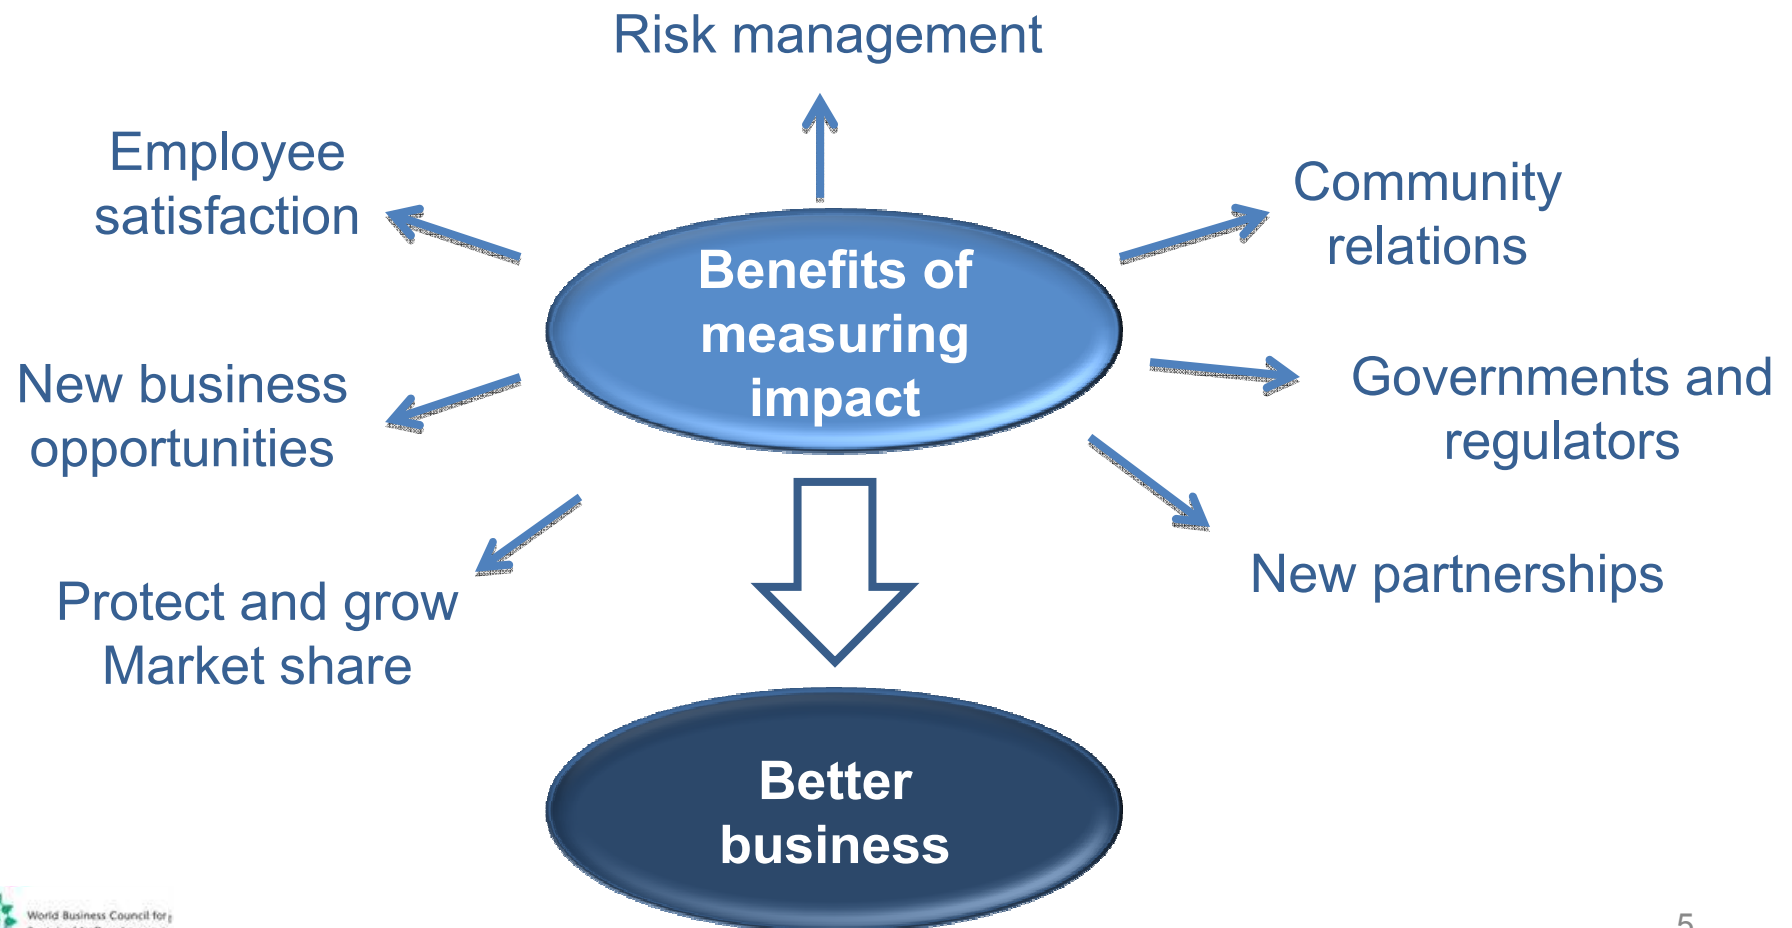 Risk management
Employee
satisfaction
Community
relations
Benefits of
measuring
impact
New business
opportunities
Governments and
regulators
Protect and grow
Market share
New partnerships
Better
business
World Business Council for
5